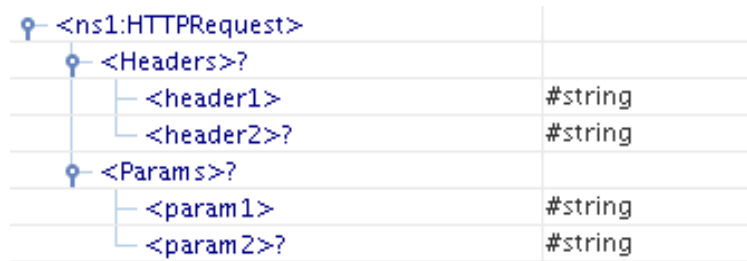 <ns1:HTTPRequest>
<Headers>?
<header1> #string
<header2>? #string
<Params>?
<param1> #string
<param2>? #string